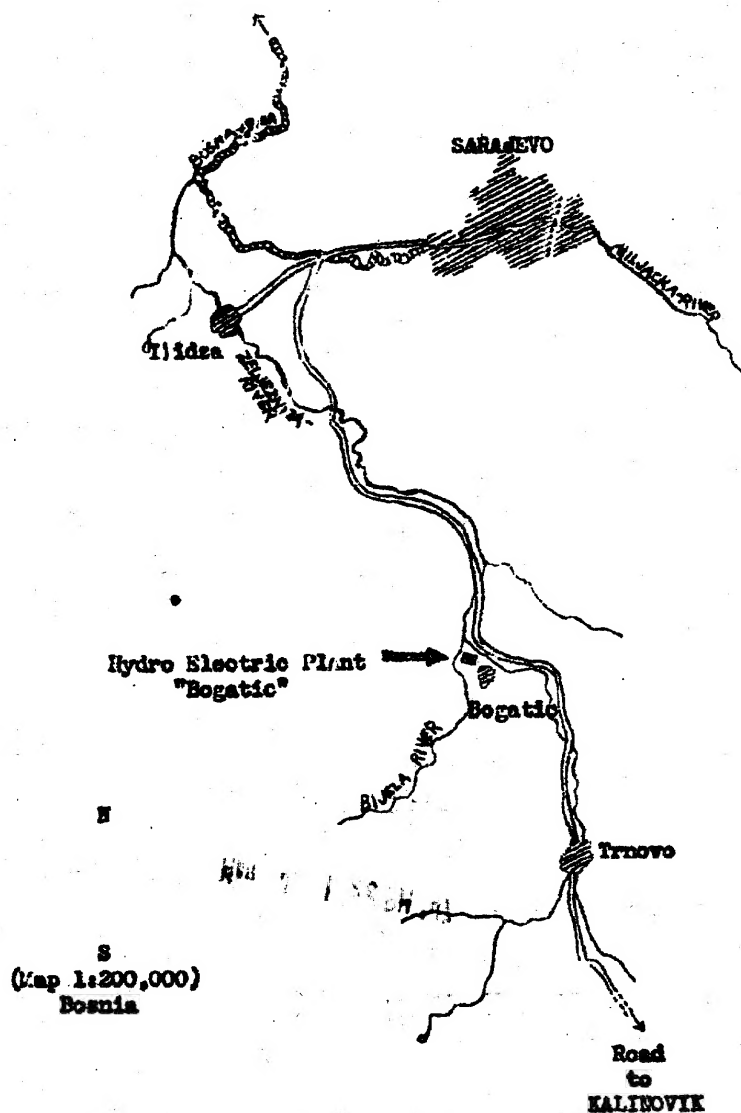 BOSNA-RIVER
SARAJEVO
MILJACKA-RIVER
Ilidza
ZELJEZNICA-
RIVER
Hydro Electric Plant
"Bogatic"
Bogatic
BIJELA RIVER
N
Trnovo
S
(Map 1:200,000)
Bosnia
Road
to
KALINOVIK